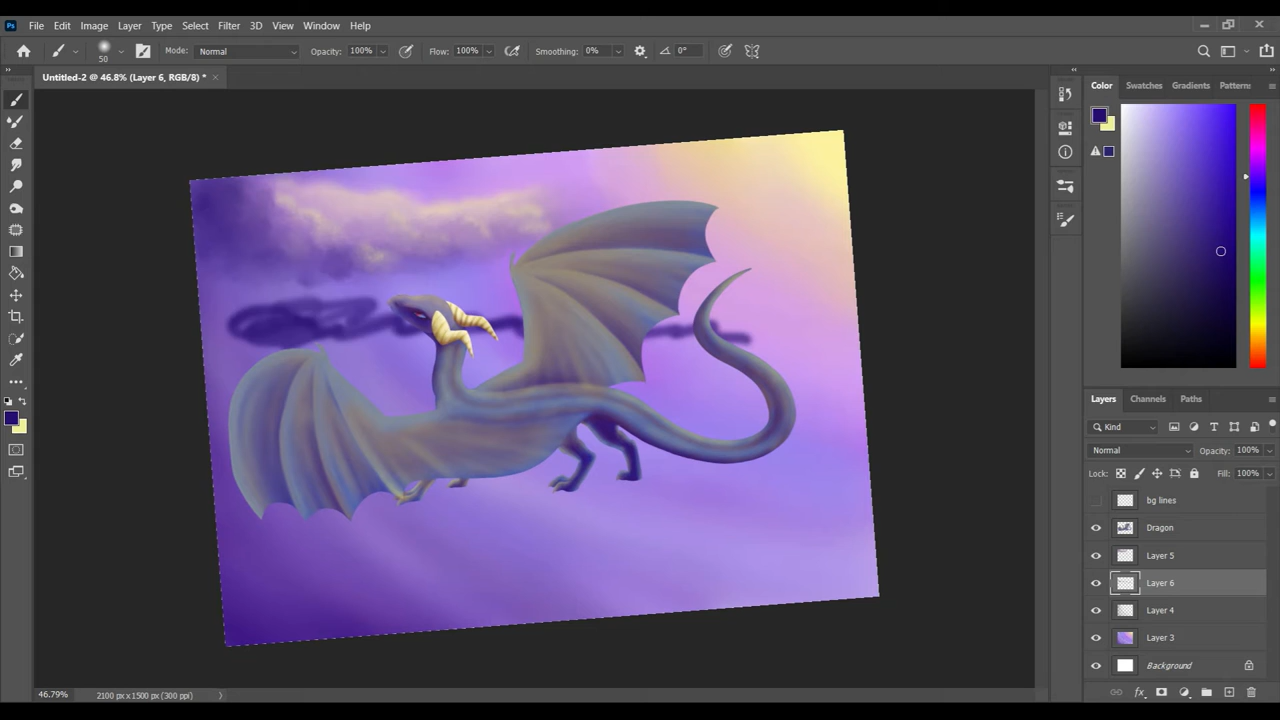 Ps File Edit Image Layer Type Select Filter 3D View Window Help
50 Mode: Normal Opacity: 100% Flow: 100% Smoothing: 0% 0°
Untitled-2 @ 46.8% (Layer 6, RGB/8) *
Color Swatches Gradients Patterns
Layers Channels Paths
Kind
Normal Opacity: 100%
Lock: Fill: 100%
bg lines
Dragon
Layer 5
Layer 6
Layer 4
Layer 3
Background
46.79% 2100 px x 1500 px (300 ppi)
fx